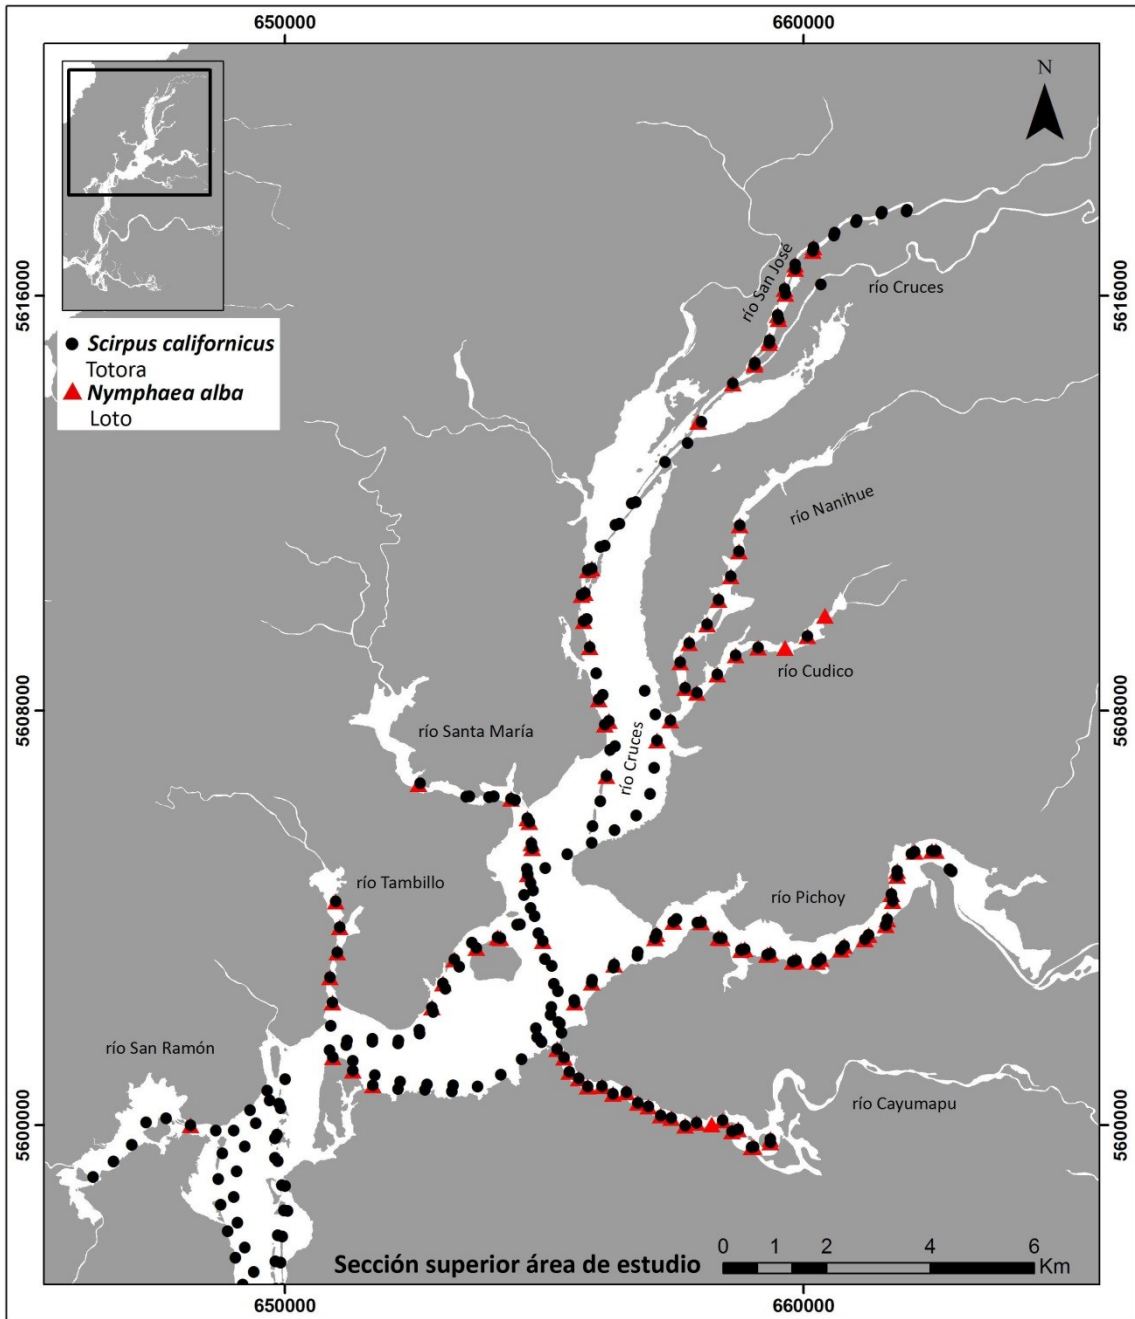 650000
660000
N
5616000
5616000
río San José
río Cruces
Scirpus californicus
Totora
Nymphaea alba
Loto
río Nanihue
río Cudico
5608000
5608000
río Santa María
río Cruces
río Tambillo
río Pichoy
río San Ramón
río Cayumapu
5600000
5600000
Sección superior área de estudio
0 1 2 4 6
Km
650000
660000